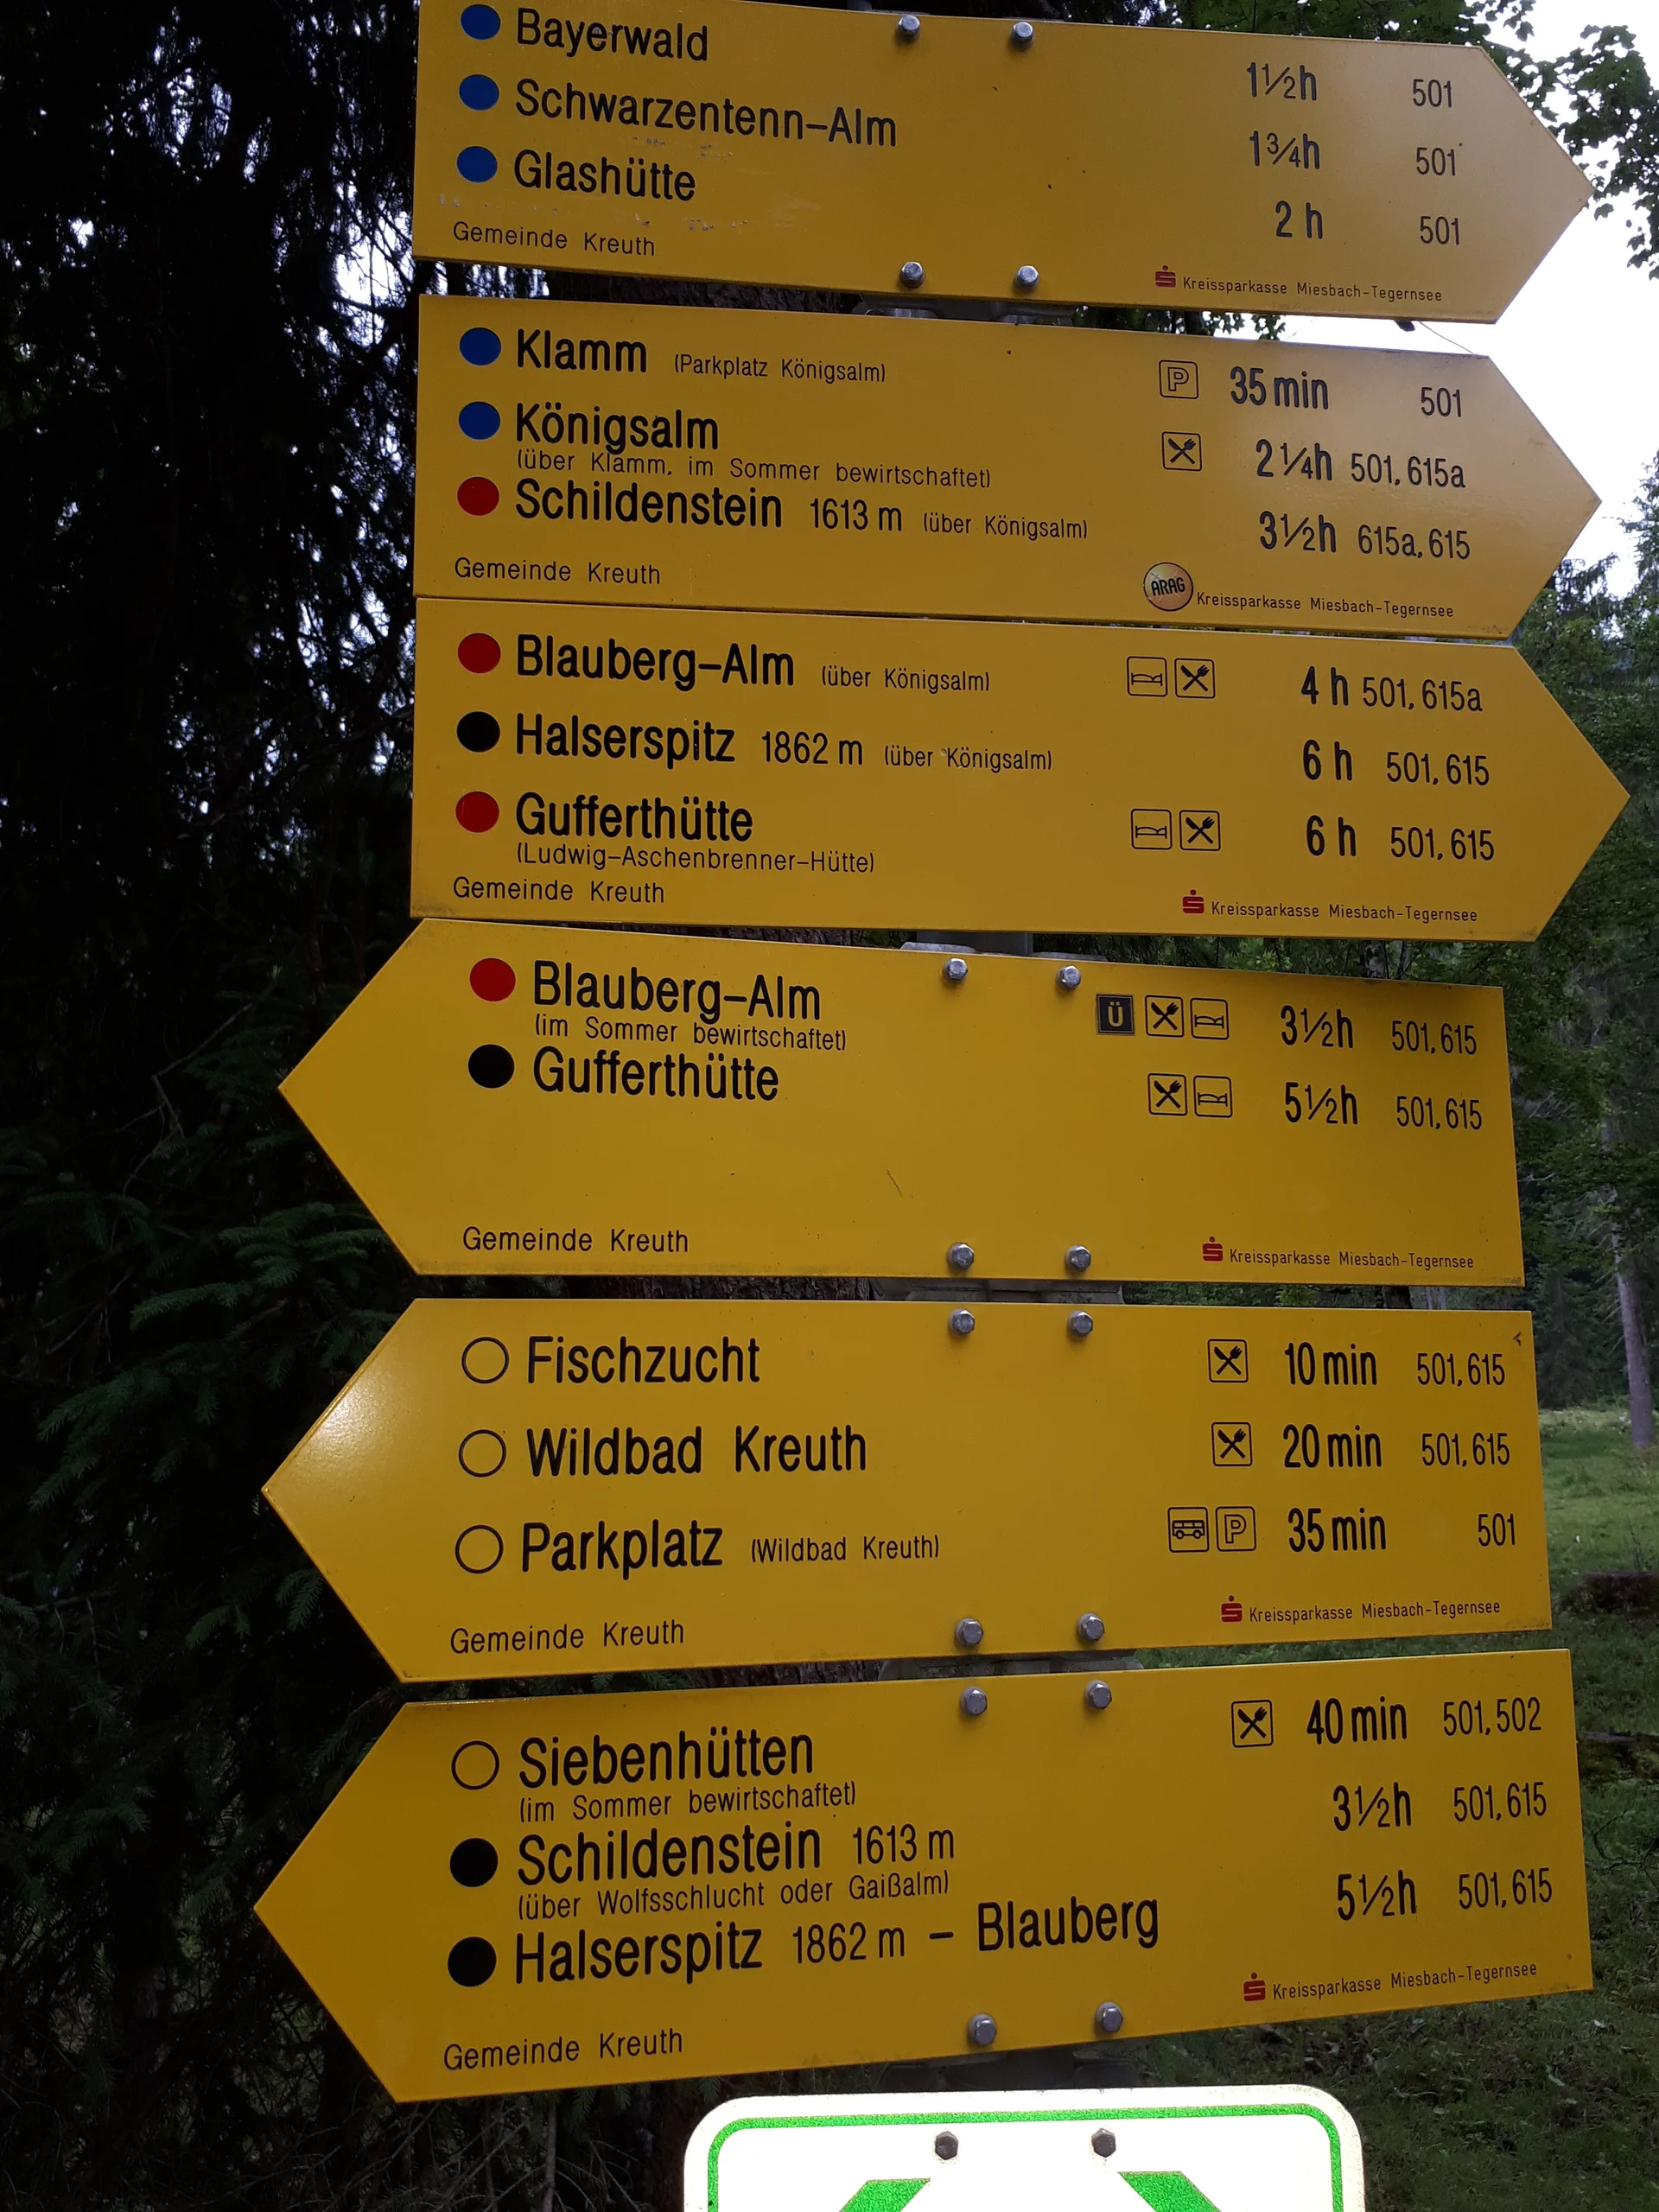 Bayerwald 1½h 501
Schwarzentenn-Alm 1¾h 501
Glashütte 2 h 501
Gemeinde Kreuth Kreissparkasse Miesbach-Tegernsee
Klamm (Parkplatz Königsalm) P 35 min 501
Königsalm 2¼h 501, 615a
(über Klamm, im Sommer bewirtschaftet)
Schildenstein 1613 m (über Königsalm) 3½h 615a, 615
Gemeinde Kreuth ARAG Kreissparkasse Miesbach-Tegernsee
Blauberg-Alm (über Königsalm) 4 h 501, 615a
Halserspitz 1862 m (über Königsalm) 6 h 501, 615
Gufferthütte 6 h 501, 615
(Ludwig-Aschenbrenner-Hütte)
Gemeinde Kreuth Kreissparkasse Miesbach-Tegernsee
Blauberg-Alm Ü 3½h 501, 615
(im Sommer bewirtschaftet)
Gufferthütte 5½h 501, 615
Gemeinde Kreuth Kreissparkasse Miesbach-Tegernsee
Fischzucht 10 min 501, 615
Wildbad Kreuth 20 min 501, 615
Parkplatz (Wildbad Kreuth) P 35 min 501
Gemeinde Kreuth Kreissparkasse Miesbach-Tegernsee
Siebenhütten 40 min 501, 502
(im Sommer bewirtschaftet)
Schildenstein 1613 m 3½h 501, 615
(über Wolfsschlucht oder Gaißalm)
Halserspitz 1862 m – Blauberg 5½h 501, 615
Gemeinde Kreuth Kreissparkasse Miesbach-Tegernsee